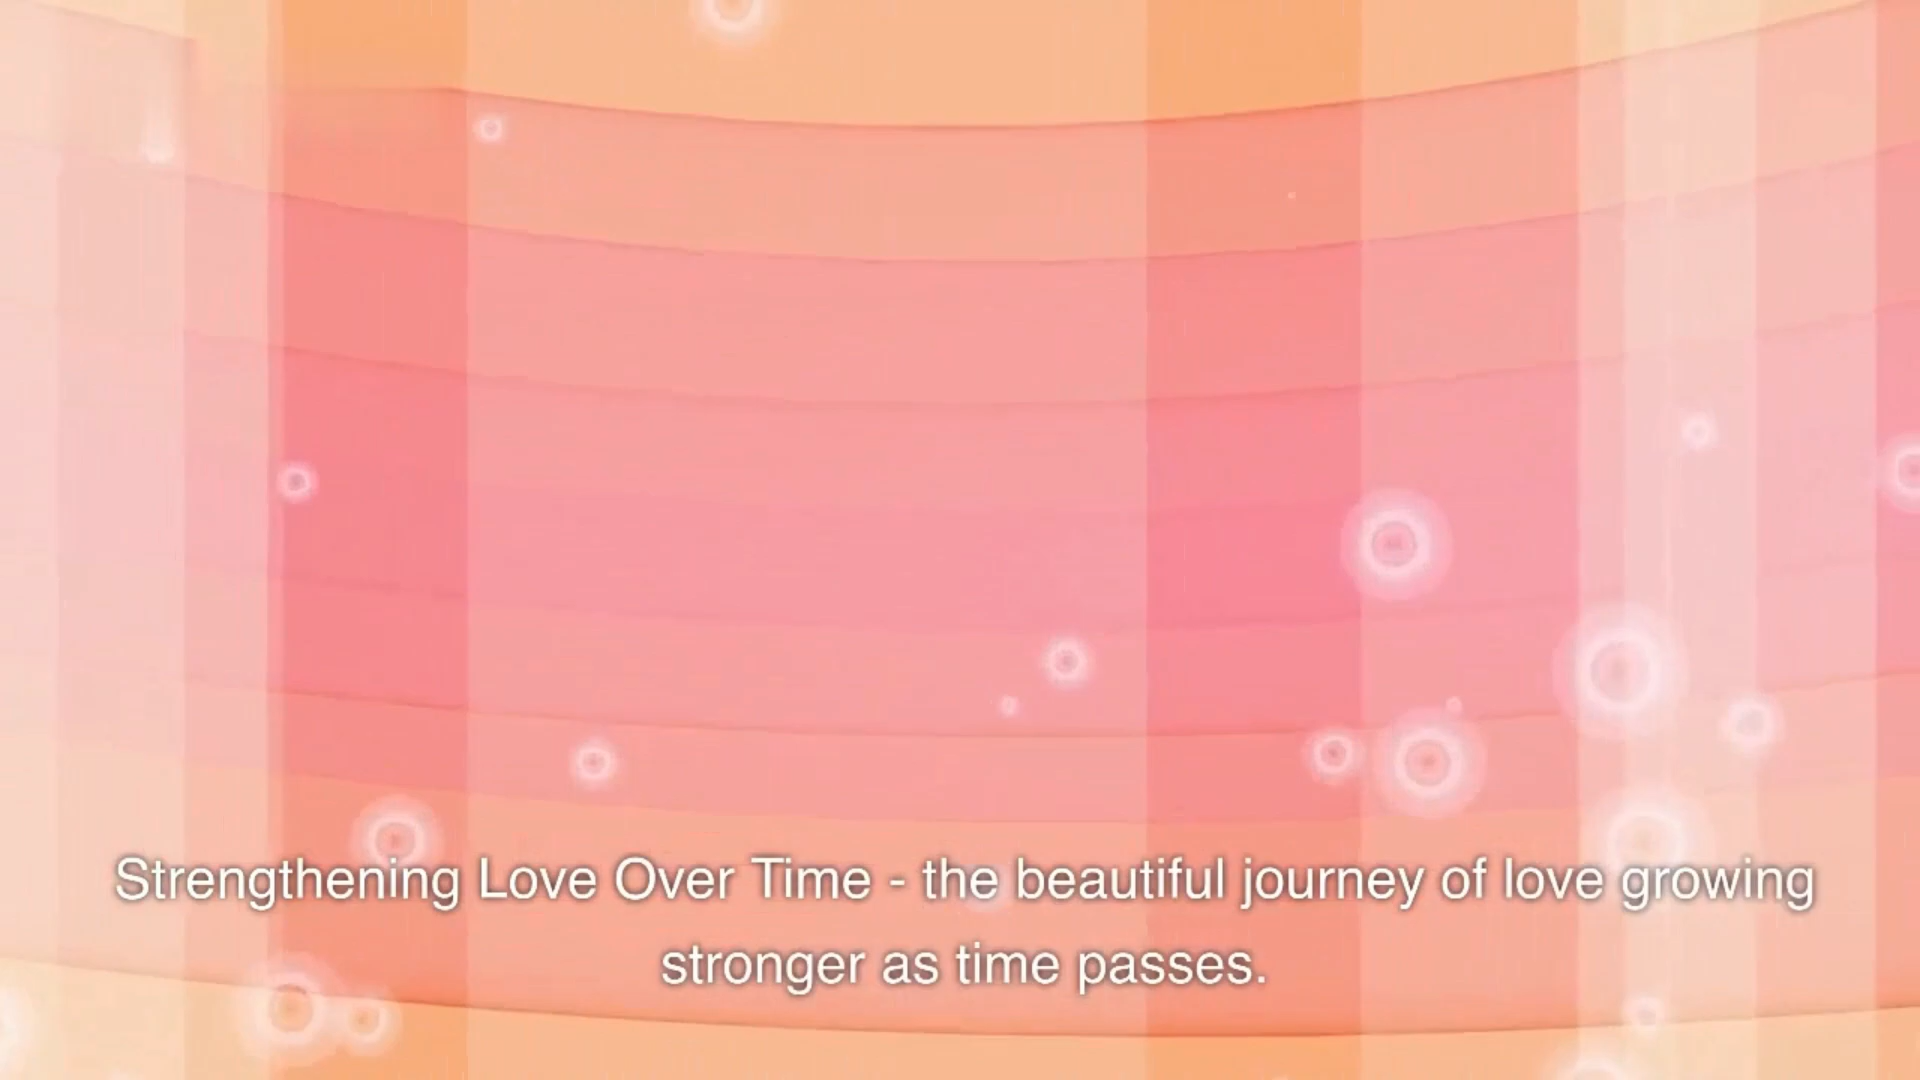 Strengthening Love Over Time - the beautiful journey of love growing
stronger as time passes.